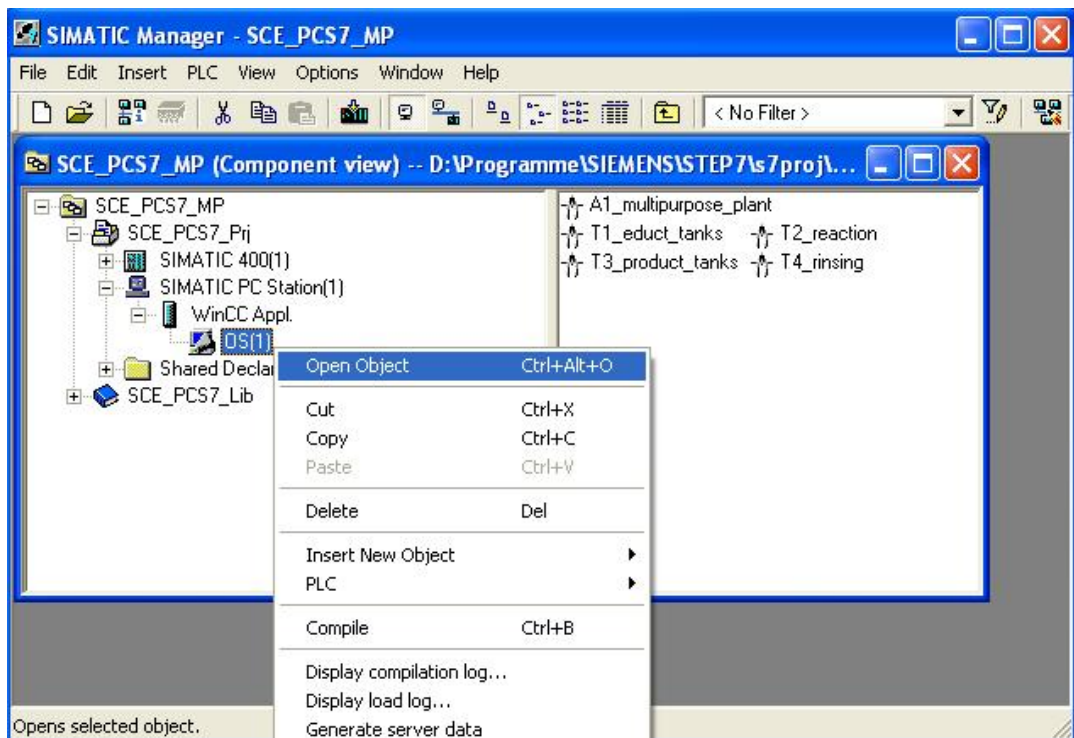 SIMATIC Manager - SCE_PCS7_MP
File Edit Insert PLC View Options Window Help
< No Filter >
SCE_PCS7_MP (Component view) -- D:\Programme\SIEMENS\STEP7\s7proj\...
SCE_PCS7_MP
SCE_PCS7_Prj
SIMATIC 400(1)
SIMATIC PC Station(1)
WinCC Appl.
OS(1)
Shared Declar
SCE_PCS7_Lib
A1_multipurpose_plant
T1_educt_tanks T2_reaction
T3_product_tanks T4_rinsing
Open Object Ctrl+Alt+O
Cut Ctrl+X
Copy Ctrl+C
Paste Ctrl+V
Delete Del
Insert New Object
PLC
Compile Ctrl+B
Display compilation log...
Display load log...
Generate server data
Opens selected object.